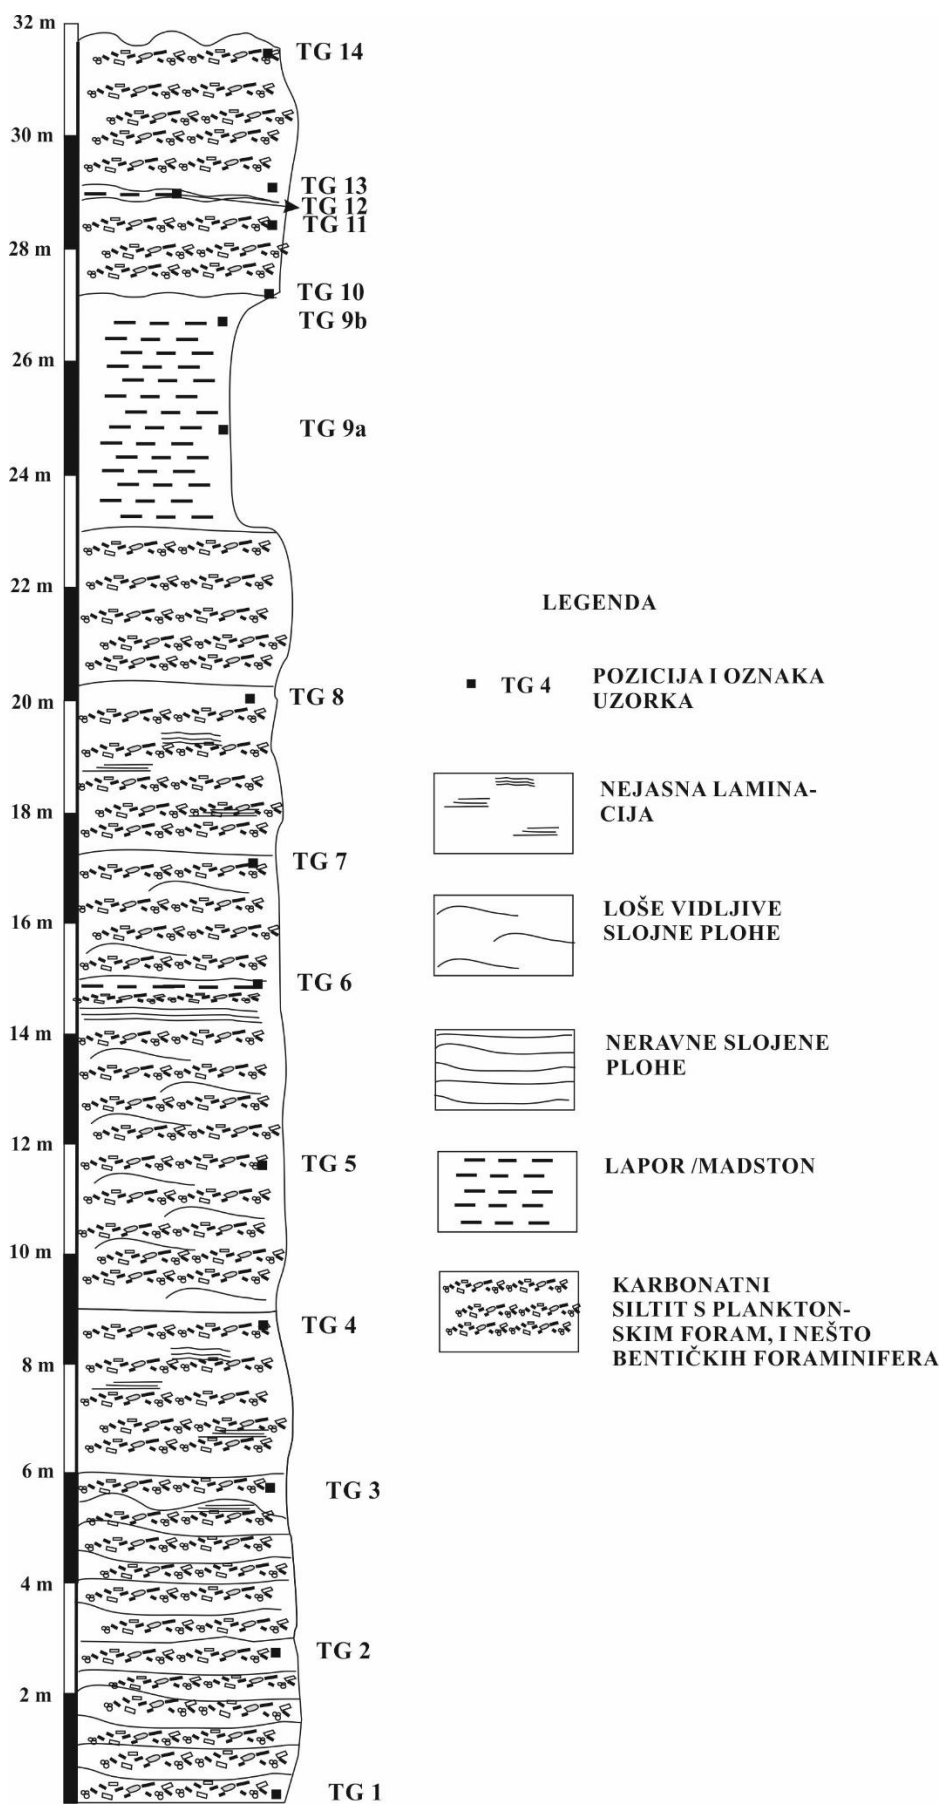 32 m
TG 14
30 m
TG 13
TG 12
TG 11
28 m
TG 10
TG 9b
26 m
TG 9a
24 m
22 m
20 m
TG 8
18 m
TG 7
16 m
TG 6
14 m
12 m
TG 5
10 m
TG 4
8 m
6 m
TG 3
4 m
TG 2
2 m
TG 1
LEGENDA
TG 4
POZICIJA I OZNAKA
UZORKA
NEJASNA LAMINA-
CIJA
LOŠE VIDLJIVE
SLOJNE PLOHE
NERAVNE SLOJENE
PLOHE
LAPOR /MADSTON
KARBONATNI
SILTIT S PLANKTON-
SKIM FORAM, I NEŠTO
BENTIČKIH FORAMINIFERA